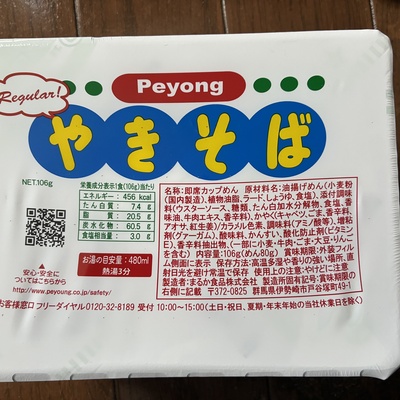 Regular!
Peyong
やきそば
NET.106g
栄養成分表示1食(106g)当たり
エネルギー:456 kcal
たん白質: 7.4 g
脂質: 20.5 g
炭水化物: 60.5 g
食塩相当量: 3.0 g
お湯の目安量:480ml
熱湯3分
安心・安全に
ついてはこちらから
http://www.peyoung.co.jp/safety/
名称:即席カップめん 原材料名:油揚げめん(小麦粉
(国内製造)、植物油脂、ラード、しょうゆ、食塩)、添付調味
料(ウスターソース、糖類、たん白加水分解物、食塩、香
味油、牛肉エキス、香辛料)、かやく(キャベツ、ごま、香辛料、
アオサ、紅生姜)/カラメル色素、調味料(アミノ酸等)、増粘
剤(グァーガム)、酸味料、かんすい、酸化防止剤(ビタミン
E)、香辛料抽出物、(一部に小麦・牛肉・ごま・大豆・りんご
を含む) 内容量:106g(めん80g) 賞味期限:外装フィル
ム側面に表示 保存方法:高温多湿や香りの強い場所、直
射日光を避けて常温で保存 使用上の注意:やけどに注意
製造者:まるか食品株式会社 製造所固有記号:賞味期限の
右側に記載 〒372-0825 群馬県伊勢崎市戸谷塚町49-1
お客様窓口 フリーダイヤル0120-32-8189 受付 10:00〜15:00(土日・祝日、夏期・年末年始の当社休業日を除く)